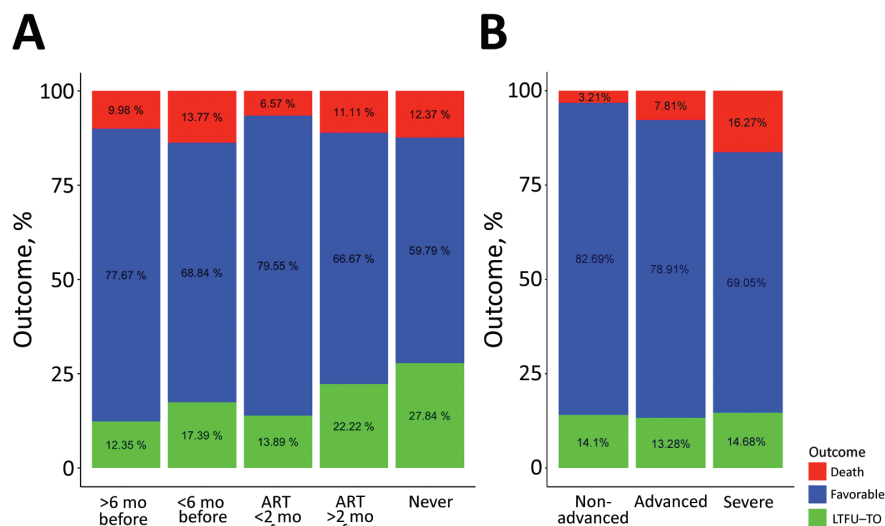 A
B
Outcome, %
100
75
50
25
0
9.98 %
13.77 %
6.57 %
11.11 %
12.37 %
77.67 %
68.84 %
79.55 %
66.67 %
59.79 %
12.35 %
17.39 %
13.89 %
22.22 %
27.84 %
>6 mo
before
<6 mo
before
ART
<2 mo
ART
>2 mo
Never
Outcome, %
100
75
50
25
0
3.21%
7.81%
16.27%
82.69%
78.91%
69.05%
14.1%
13.28%
14.68%
Non-
advanced
Advanced
Severe
Outcome
Death
Favorable
LTFU–TO